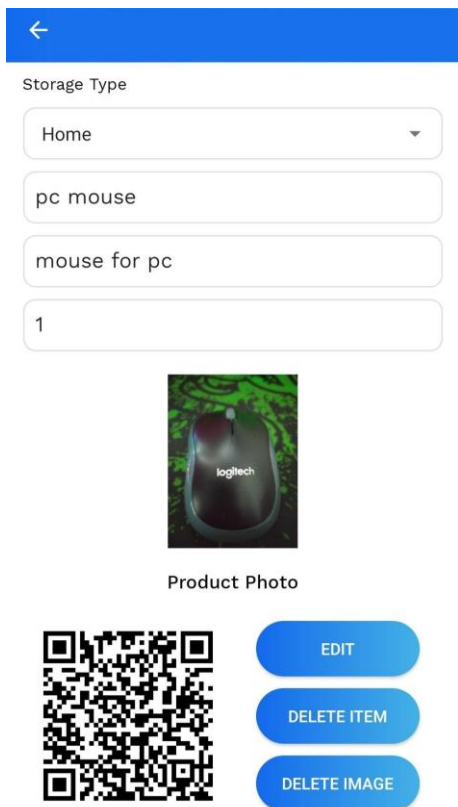 Storage Type
Home
pc mouse
mouse for pc
1
logitech
Product Photo
EDIT
DELETE ITEM
DELETE IMAGE